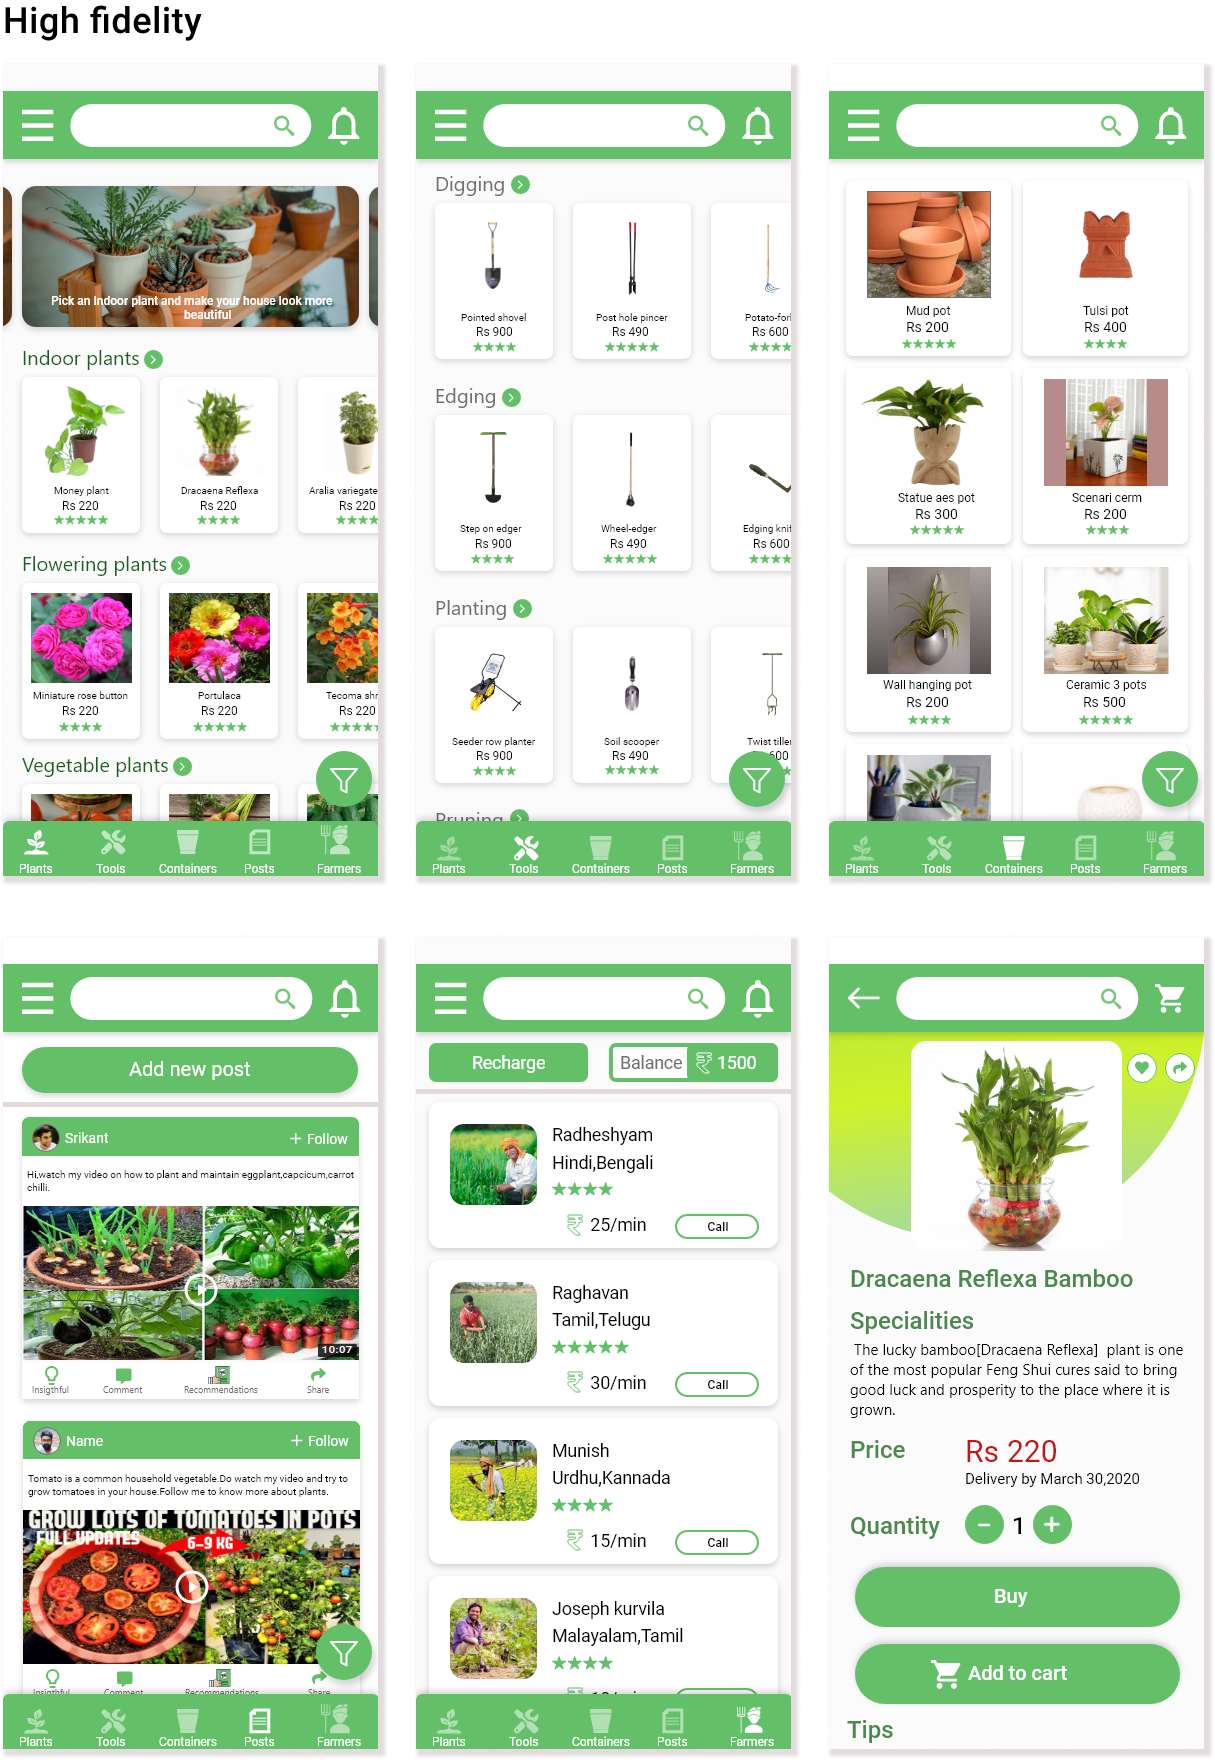 High fidelity
Pick an indoor plant and make your house look more
beautiful
Indoor plants
Money plant
Rs 220
Dracaena Reflexa
Rs 220
Aralia variegate
Rs 220
Flowering plants
Miniature rose button
Rs 220
Portulaca
Rs 220
Tecoma shr
Rs 220
Vegetable plants
Plants
Tools
Containers
Posts
Farmers
Digging
Pointed shovel
Rs 900
Post hole pincer
Rs 490
Potato-for
Rs 600
Edging
Step on edger
Rs 900
Wheel-edger
Rs 490
Edging knif
Rs 600
Planting
Seeder row planter
Rs 900
Soil scooper
Rs 490
Twist tiller
600
Pruning
Plants
Tools
Containers
Posts
Farmers
Mud pot
Rs 200
Tulsi pot
Rs 400
Statue aes pot
Rs 300
Scenari cerm
Rs 200
Wall hanging pot
Rs 200
Ceramic 3 pots
Rs 500
Plants
Tools
Containers
Posts
Farmers
Add new post
Srikant
+ Follow
Hi,watch my video on how to plant and maintain eggplant,capcicum,carrot
chilli.
10:07
Insigthful
Comment
Recommendations
Share
Name
+ Follow
Tomato is a common household vegetable.Do watch my video and try to
grow tomatoes in your house.Follow me to know more about plants.
GROW LOTS OF TOMATOES IN POTS
FULL UPDATES
6-9 KG
Insigthful
Comment
Recommendations
Share
Plants
Tools
Containers
Posts
Farmers
Recharge
Balance
₹ 1500
Radheshyam
Hindi,Bengali
₹ 25/min
Call
Raghavan
Tamil,Telugu
₹ 30/min
Call
Munish
Urdhu,Kannada
₹ 15/min
Call
Joseph kurvila
Malayalam,Tamil
Plants
Tools
Containers
Posts
Farmers
Dracaena Reflexa Bamboo
Specialities
The lucky bamboo[Dracaena Reflexa] plant is one
of the most popular Feng Shui cures said to bring
good luck and prosperity to the place where it is
grown.
Price
Rs 220
Delivery by March 30,2020
Quantity
− 1 +
Buy
Add to cart
Tips